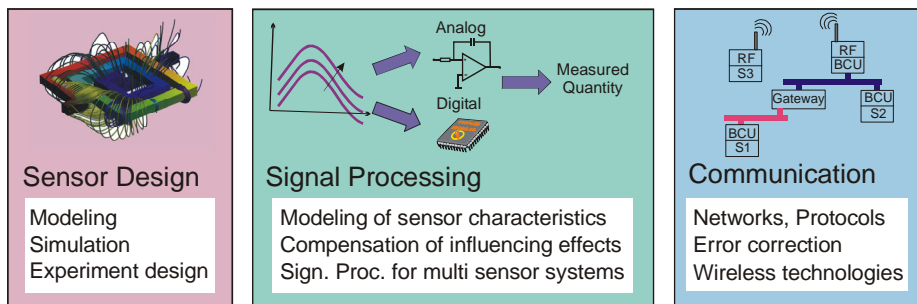 Sensor Design
Modeling
Simulation
Experiment design
Analog
Digital
Measured
Quantity
Signal Processing
Modeling of sensor characteristics
Compensation of influencing effects
Sign. Proc. for multi sensor systems
RF
S3
RF
BCU
Gateway
BCU
S2
BCU
S1
Communication
Networks, Protocols
Error correction
Wireless technologies